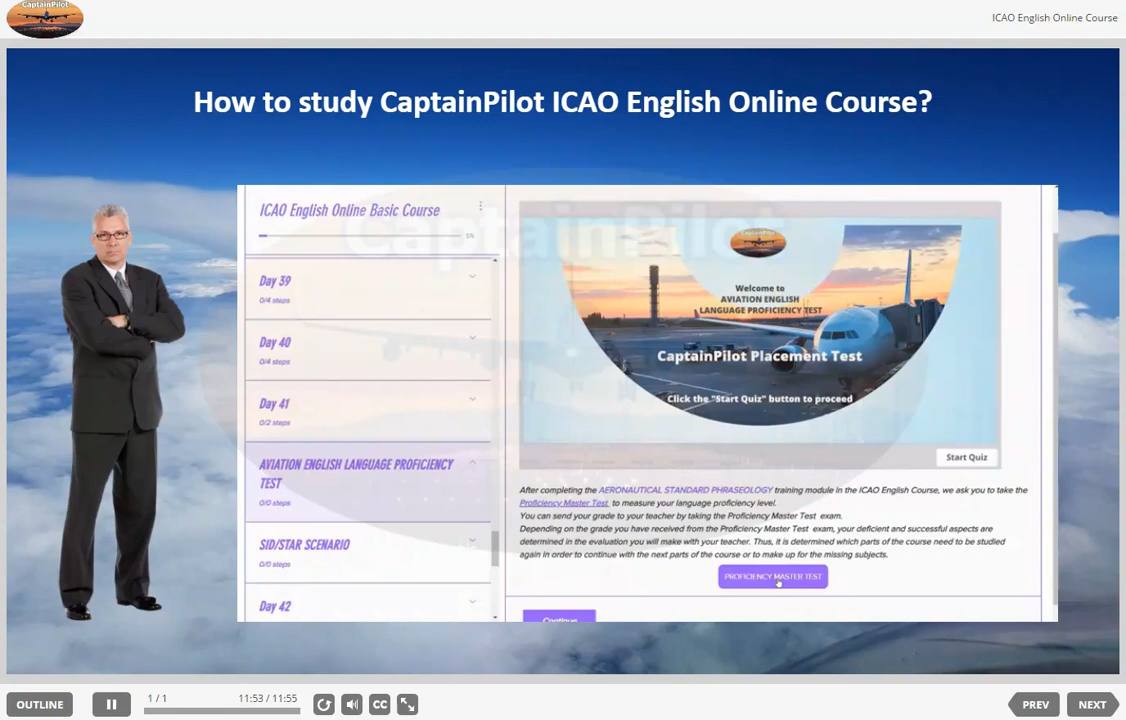 CaptainPilot
ICAO English Online Course
How to study CaptainPilot ICAO English Online Course?
ICAO English Online Basic Course
5%
Day 39
0/4 steps
Day 40
0/4 steps
Day 41
0/2 steps
AVIATION ENGLISH LANGUAGE PROFICIENCY
TEST
0/0 steps
SID/STAR SCENARIO
0/0 steps
Day 42
CaptainPilot
Welcome to
AVIATION ENGLISH
LANGUAGE PROFICIENCY TEST
CaptainPilot Placement Test
Click the "Start Quiz" button to proceed
Start Quiz
After completing the AERONAUTICAL STANDARD PHRASEOLOGY training module in the ICAO English Course, we ask you to take the
Proficiency Master Test to measure your language proficiency level.
You can send your grade to your teacher by taking the Proficiency Master Test exam.
Depending on the grade you have received from the Proficiency Master Test exam, your deficient and successful aspects are
determined in the evaluation you will make with your teacher. Thus, it is determined which parts of the course need to be studied
again in order to continue with the next parts of the course or to make up for the missing subjects.
PROFICIENCY MASTER TEST
Continue
OUTLINE
1 / 1
11:53 / 11:55
CC
PREV
NEXT